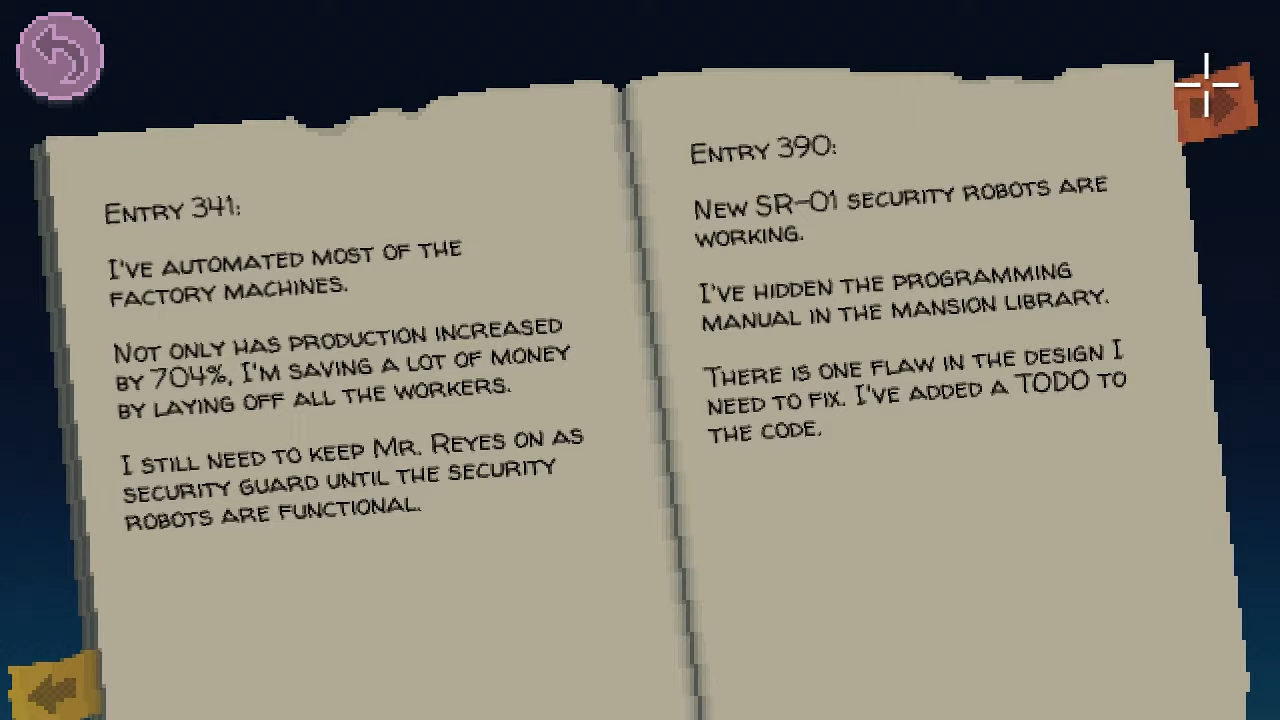 Entry 341:
I've automated most of the
factory machines.
Not only has production increased
by 704%, I'm saving a lot of money
by laying off all the workers.
I still need to keep Mr. Reyes on as
security guard until the security
robots are functional.
Entry 390:
New SR-01 security robots are
working.
I've hidden the programming
manual in the mansion library.
There is one flaw in the design I
need to fix. I've added a TODO to
the code.